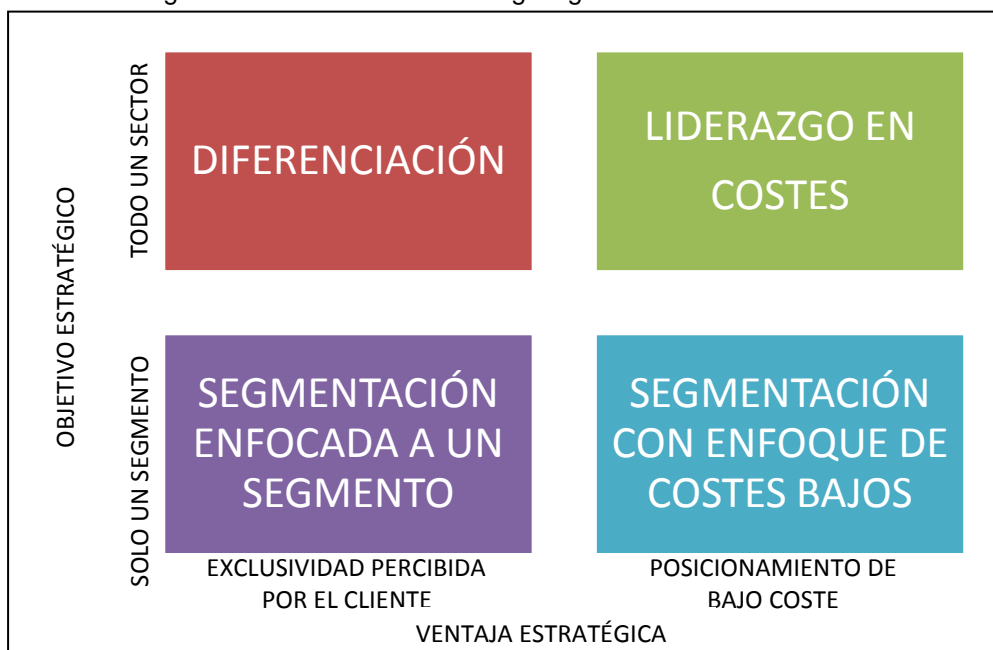 OBJETIVO ESTRATÉGICO
TODO UN SECTOR
DIFERENCIACIÓN
LIDERAZGO EN
COSTES
SOLO UN SEGMENTO
SEGMENTACIÓN
ENFOCADA A UN
SEGMENTO
SEGMENTACIÓN
CON ENFOQUE DE
COSTES BAJOS
EXCLUSIVIDAD PERCIBIDA
POR EL CLIENTE
POSICIONAMIENTO DE
BAJO COSTE
VENTAJA ESTRATÉGICA